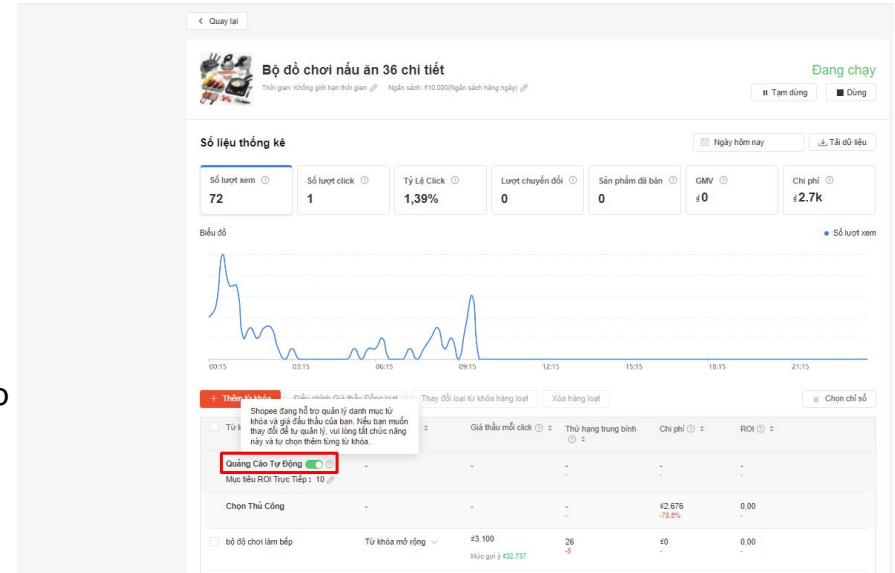 Quay lại
Bộ đồ chơi nấu ăn 36 chi tiết
Đang chạy
Thời gian: Không giới hạn thời gian Ngân sách: ₫10.000(Ngân sách hàng ngày)
Tạm dừng Dừng
Số liệu thống kê
Ngày hôm nay Tải dữ liệu
Số lượt xem Số lượt click Tỷ Lệ Click Lượt chuyển đổi Sản phẩm đã bán GMV Chi phí
72 1 1,39% 0 0 ₫0 ₫2.7k
Biểu đồ Số lượt xem
00:15 03:15 06:15 09:15 12:15 15:15 18:15 21:15
+ Thêm từ khóa Điều chỉnh Giá thầu Đồng loạt Thay đổi loại từ khóa hàng loạt Xóa hàng loạt Chọn chỉ số
Shopee đang hỗ trợ quản lý danh mục từ
khóa và giá đấu thầu của bạn. Nếu bạn muốn
thay đổi để tự quản lý, vui lòng tắt chức năng
này và tự chọn thêm từng từ khóa.
Giá thầu mỗi click Thứ hạng trung bình Chi phí ROI
Quảng Cáo Tự Động - - - - -
Mục tiêu ROI Trực Tiếp : 10 - -
Chọn Thủ Công - - - ₫2.676 0,00
- -78,8% -
bộ độ chơi làm bếp Từ khóa mở rộng ₫3.100 26 ₫0 0,00
Mức gợi ý ₫32.737 -5 - -